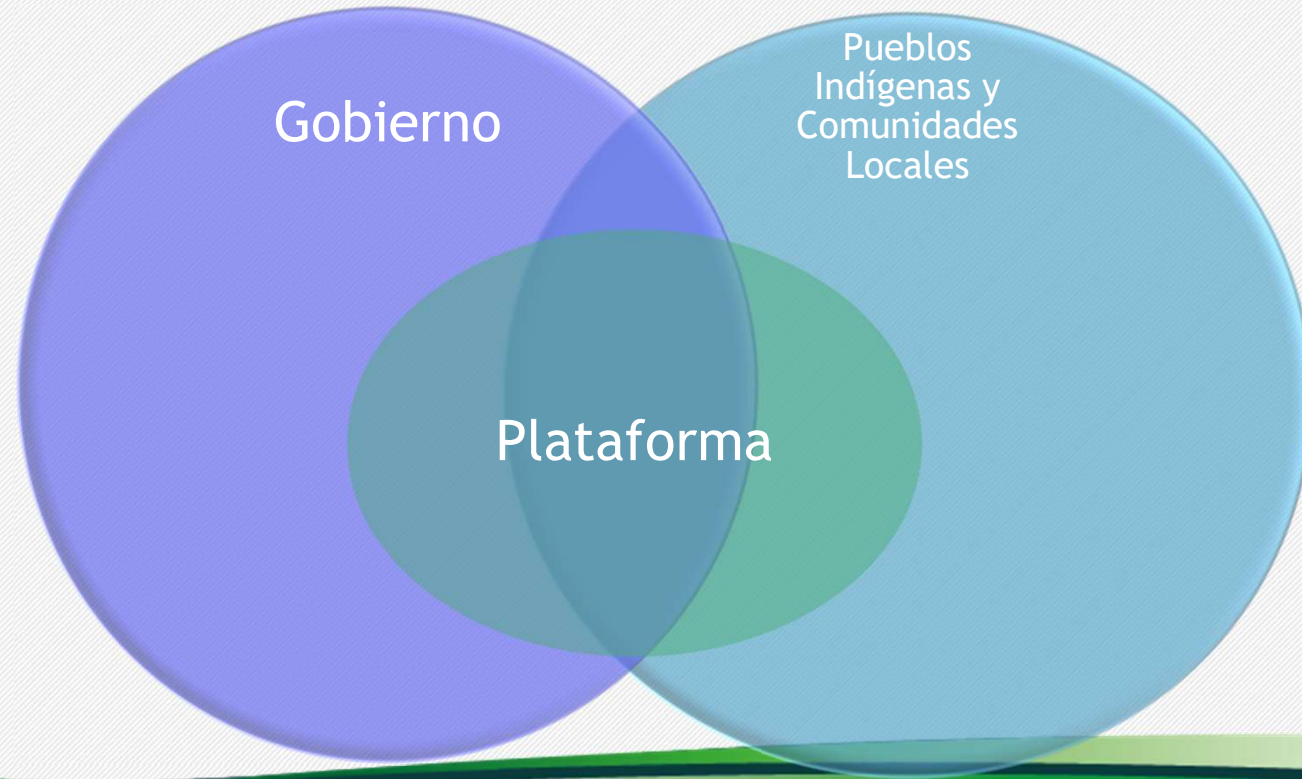 Gobierno
Pueblos
Indígenas y
Comunidades
Locales
Plataforma